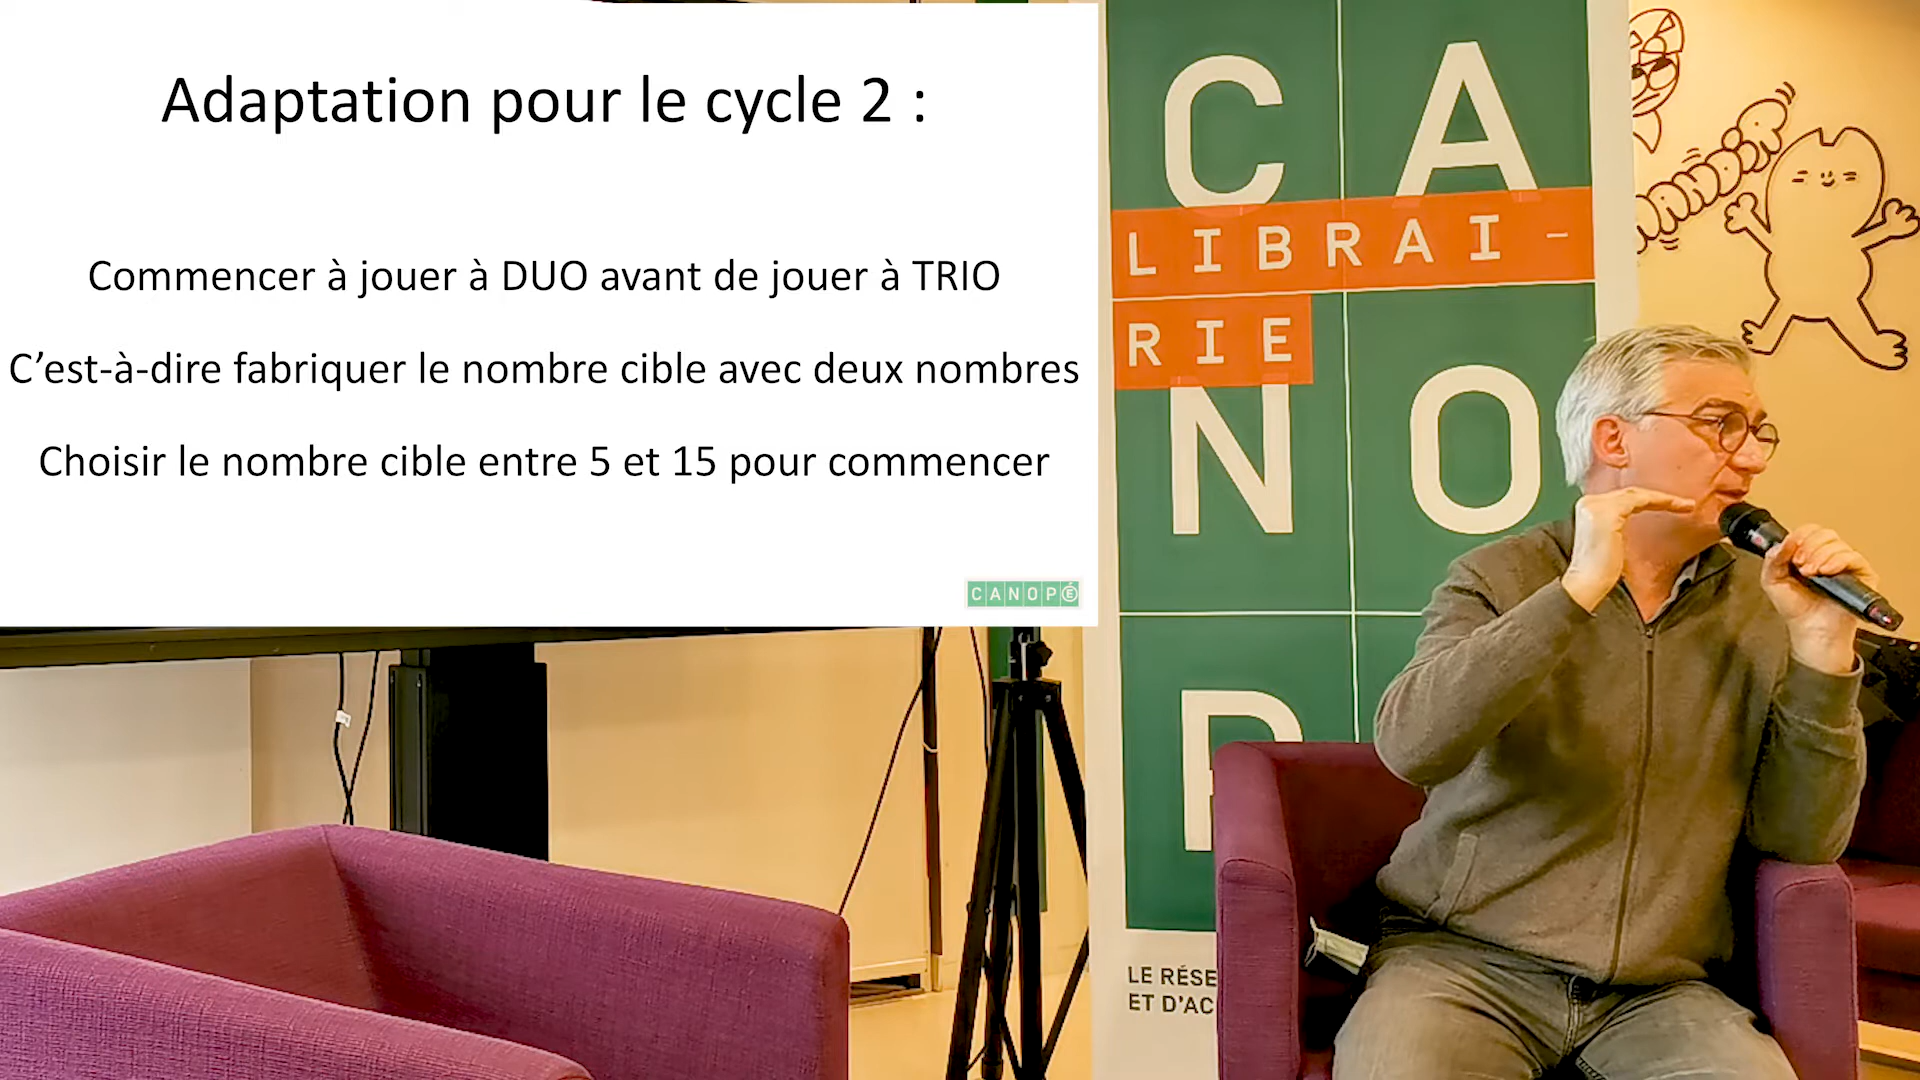 Adaptation pour le cycle 2 :
Commencer à jouer à DUO avant de jouer à TRIO
C’est-à-dire fabriquer le nombre cible avec deux nombres
Choisir le nombre cible entre 5 et 15 pour commencer
CANOPÉ
CA
LIBRAI-
RIE
NO
P
LE RÉSE
ET D'AC